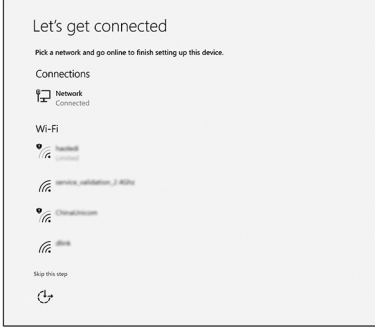 Let's get connected
Pick a network and go online to finish setting up this device.
Connections
Network
Connected
Wi-Fi
Limited
service_validation_2.4Ghz
ChinaUnicom
dlink
Skip this step